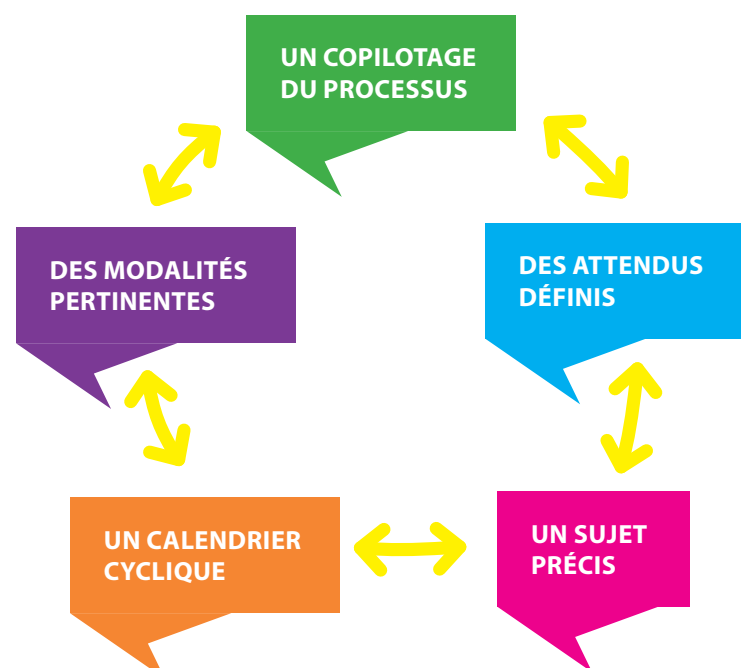 UN COPILOTAGE
DU PROCESSUS
DES MODALITÉS
PERTINENTES
DES ATTENDUS
DÉFINIS
UN CALENDRIER
CYCLIQUE
UN SUJET
PRÉCIS